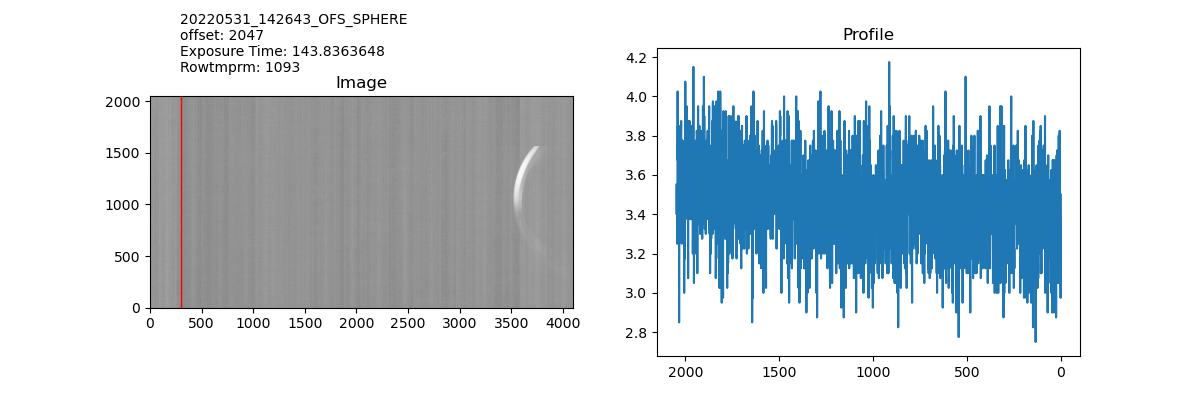 20220531_142643_OFS_SPHERE
offset: 2047
Exposure Time: 143.8363648
Rowtmprm: 1093
Image
2000
1500
1000
500
0
0 500 1000 1500 2000 2500 3000 3500 4000
Profile
4.2
4.0
3.8
3.6
3.4
3.2
3.0
2.8
2000 1500 1000 500 0